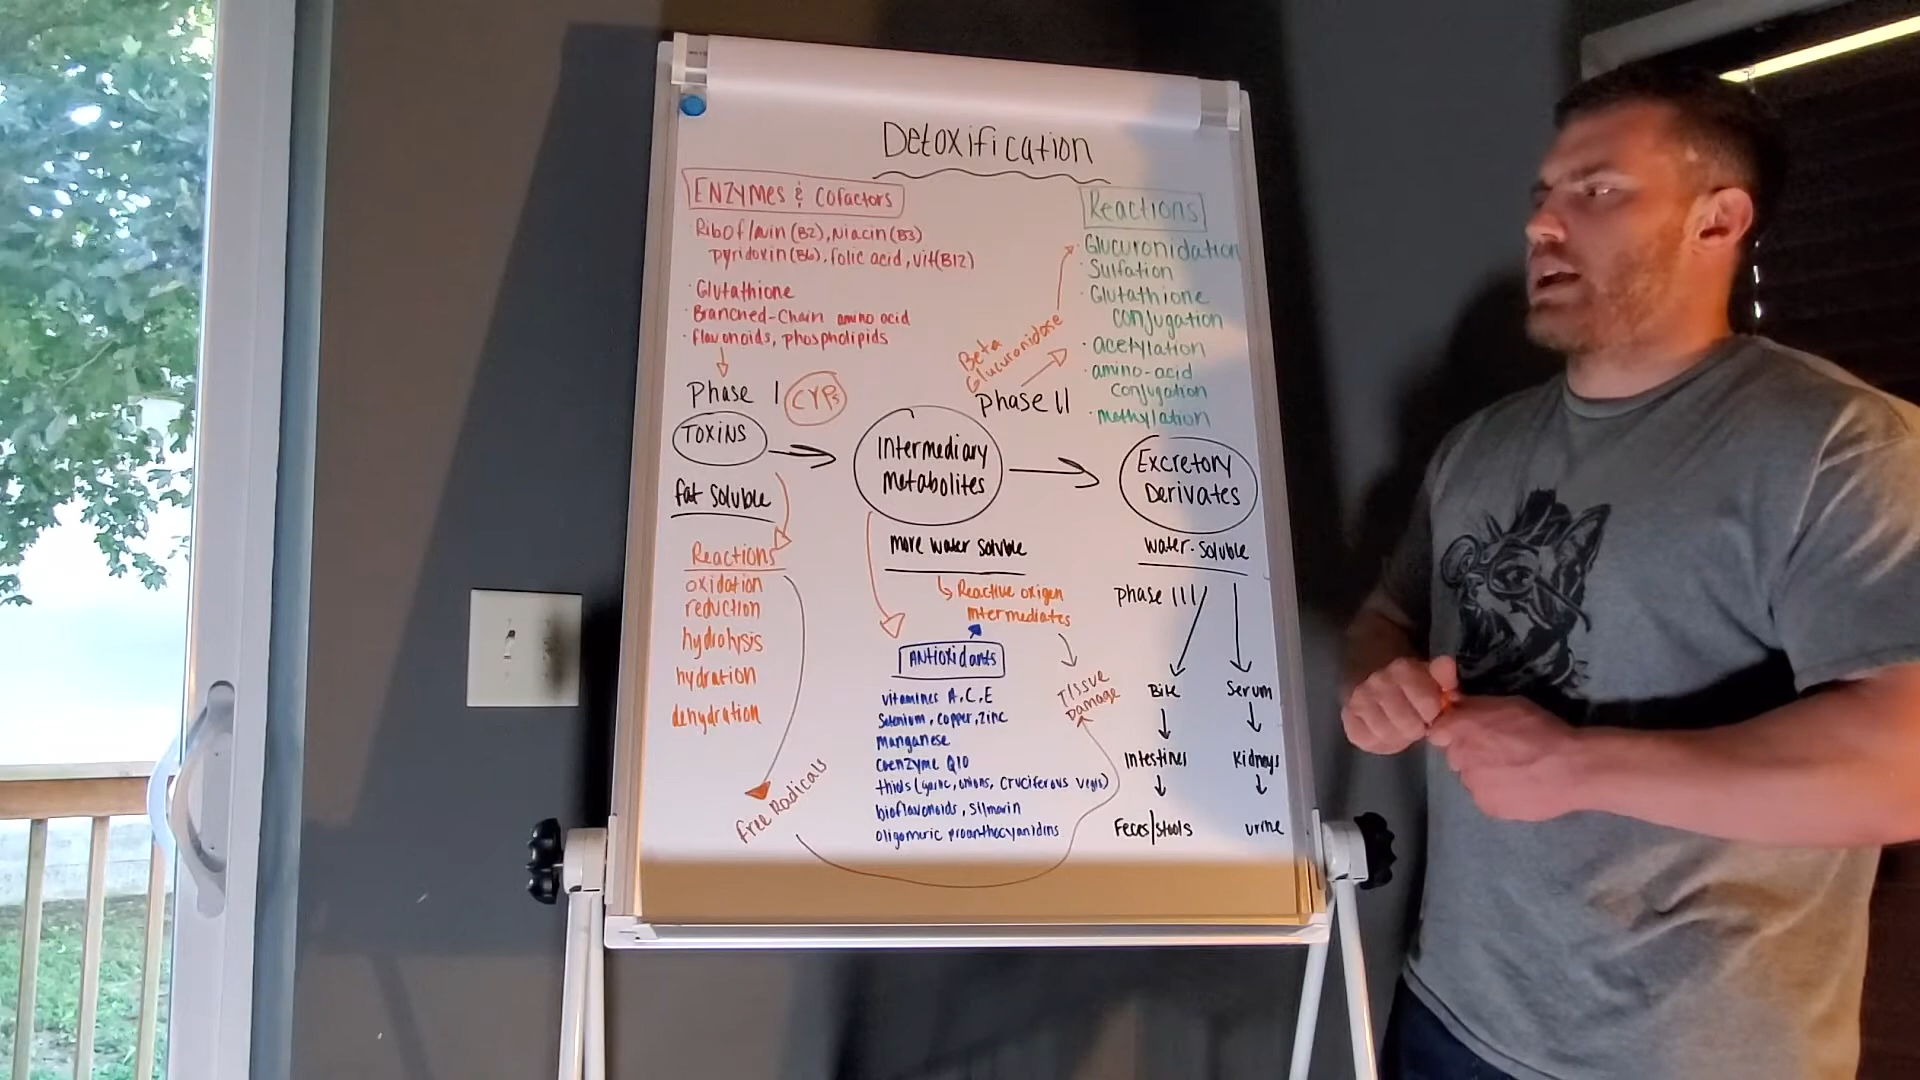 Detoxification
Enzymes & Cofactors
·Riboflavin (B2), Niacin (B3)
pyridoxin (B6), folic acid, vit (B12)
·Glutathione
·Branched-Chain amino acid
·flavonoids, phospholipids
Phase I CYPs
TOXINS
fat soluble
Reactions
oxidation
reduction
hydrolysis
hydration
dehydration
Free Radicals
Intermediary
Metabolites
more water soluble
Reactive oxigen
intermediates
Antioxidants
vitamines A, C, E
Selenium, copper, zinc
manganese
Coenzyme Q10
thiols (garlic, onions, cruciferous vegis)
bioflavonoids, Silmarin
oligomeric proanthocyanidins
Tissue
Damage
Beta
Glucuronidase
Phase II
Reactions
·Glucuronidation
·Sulfation
·Glutathione
conjugation
·acetylation
·amino-acid
conjugation
·methylation
Excretory
Derivates
water-soluble
phase III
Bile
Intestines
Feces/stools
Serum
Kidneys
urine